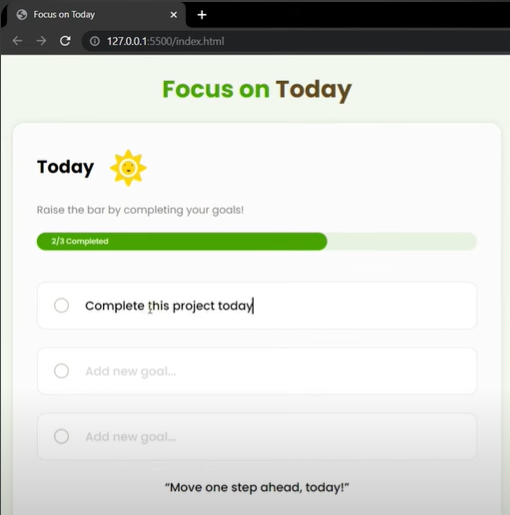 Focus on Today
127.0.0.1:5500/index.html
Focus on Today
Today
Raise the bar by completing your goals!
2/3 Completed
Complete this project today
Add new goal...
Add new goal...
“Move one step ahead, today!”